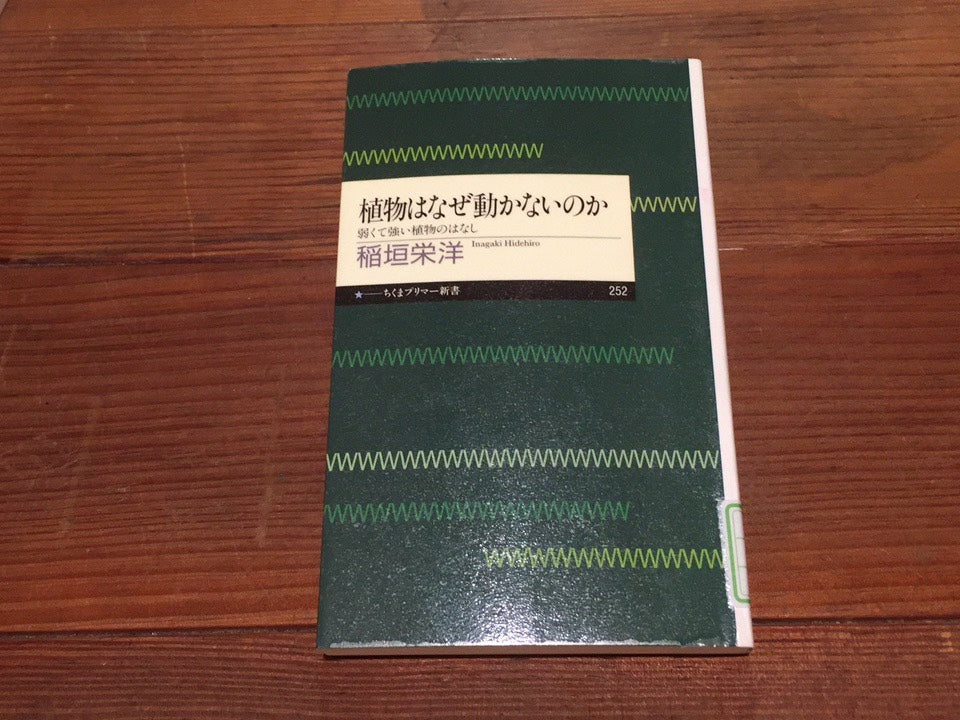 植物はなぜ動かないのか
弱くて強い植物のはなし
稲垣栄洋 Inagaki Hidehiro
★──ちくまプリマー新書 252